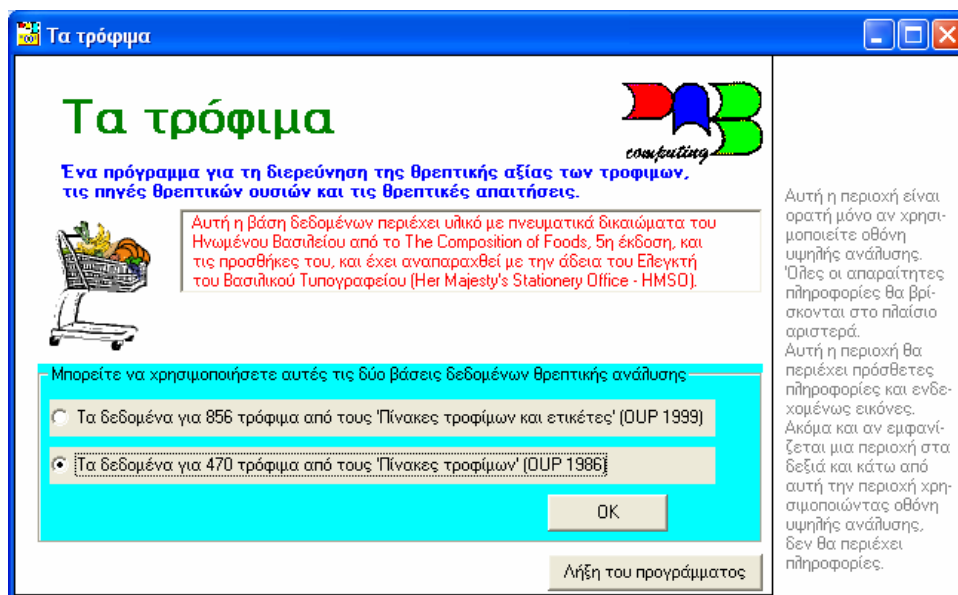 Τα τρόφιμα
Τα τρόφιμα
computing
Ένα πρόγραμμα για τη διερεύνηση της θρεπτικής αξίας των τροφιμων,
τις πηγές θρεπτικών ουσιών και τις θρεπτικές απαιτήσεις.
Αυτή η βάση δεδομένων περιέχει υλικό με πνευματικά δικαιώματα του
Ηνωμένου Βασιλείου από το The Composition of Foods, 5η έκδοση, και
τις προσθήκες του, και έχει αναπαραχθεί με την άδεια του Ελεγκτή
του Βασιλικού Τυπογραφείου (Her Majesty's Stationery Office - HMSO).
Μπορείτε να χρησιμοποιήσετε αυτές τις δύο βάσεις δεδομένων θρεπτικής ανάλυσης
Τα δεδομένα για 856 τρόφιμα από τους 'Πίνακες τροφίμων και ετικέτες' (OUP 1999)
Τα δεδομένα για 470 τρόφιμα από τους 'Πίνακες τροφίμων' (OUP 1986)
OK
Λήξη του προγράμματος
Αυτή η περιοχή είναι
ορατή μόνο αν χρησι-
μοποιείτε οθόνη
υψηλής ανάλυσης.
'Όλες οι απαραίτητες
πληροφορίες θα βρί-
σκονται στο πλαίσιο
αριστερά.
Αυτή η περιοχή θα
περιέχει πρόσθετες
πληροφορίες και ενδε-
χομένως εικόνες.
Ακόμα και αν εμφανί-
ζεται μια περιοχή στα
δεξιά και κάτω από
αυτή την περιοχή χρη-
σιμοποιώντας οθόνη
υψηλής ανάλυσης,
δεν θα περιέχει
πληροφορίες.